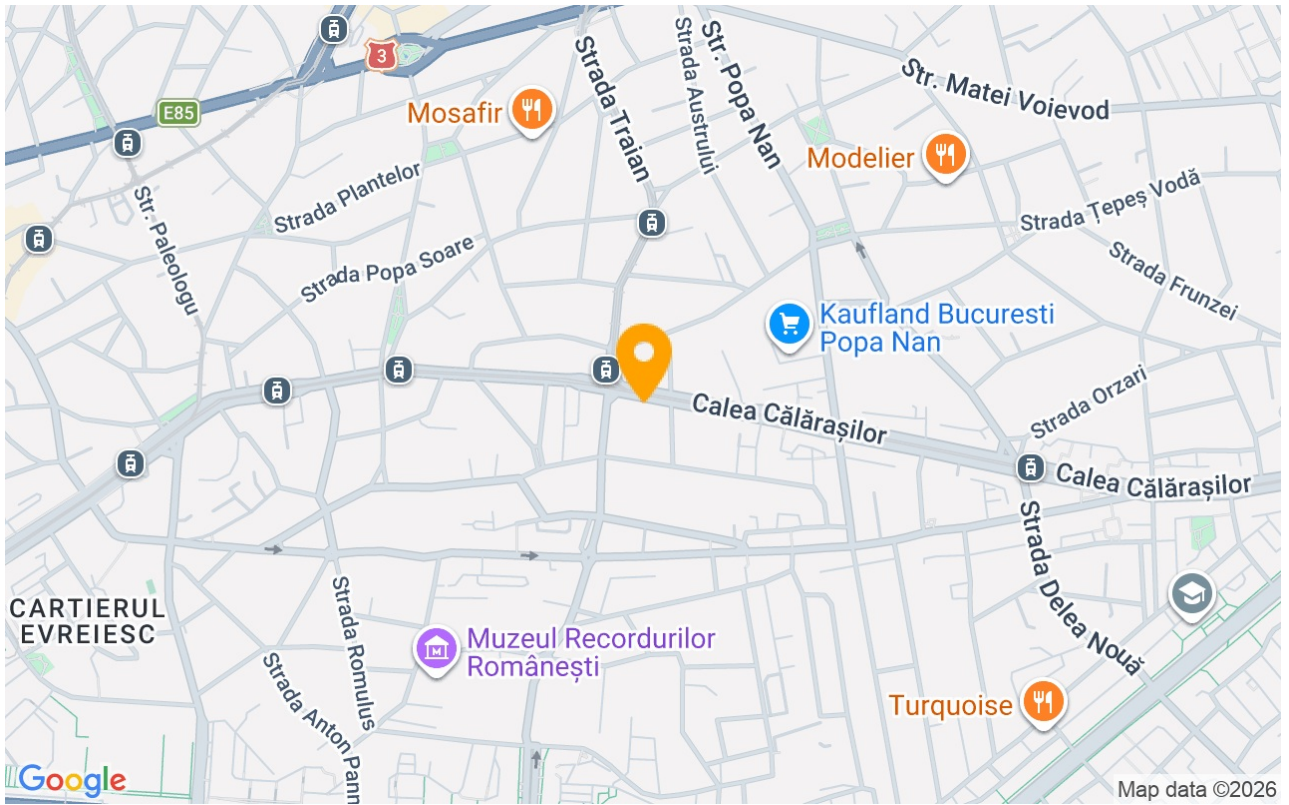 3
E85
Mosafir
Strada Traian
Strada Austrului
Str. Popa Nan
Str. Matei Voievod
Modelier
Strada Plantelor
Str. Paleologu
Strada Popa Soare
Strada Țepeș Vodă
Strada Frunzei
Kaufland Bucuresti
Popa Nan
Calea Călărașilor
Strada Orzari
Calea Călărașilor
Strada Delea Nouă
CARTIERUL
EVREIESC
Strada Romulus
Muzeul Recordurilor
Românești
Strada Anton Pann
Turquoise
Google
Map data ©2026